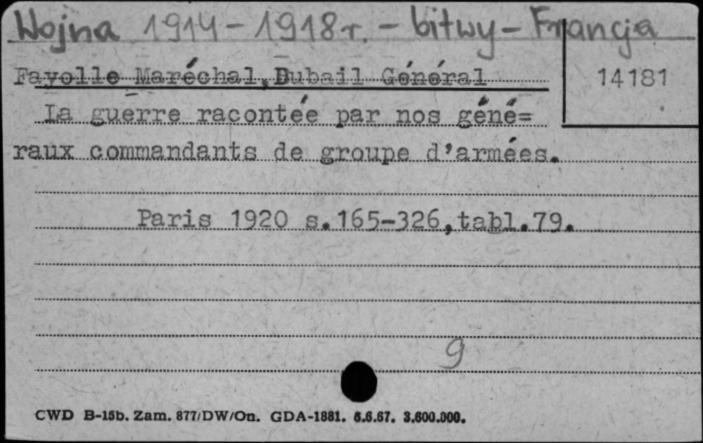 Wojna 1914-1918r. - bitwy - Francja
Fayolle Maréchal, Dubail Général
14181
La guerre racontée par nos géné=
raux commandants de groupe d'armées.
Paris 1920 s.165-326, tabl.79.
9
CWD B-15b. Zam. 877/DW/On. GDA-1881. 6.6.67. 3.600.000.